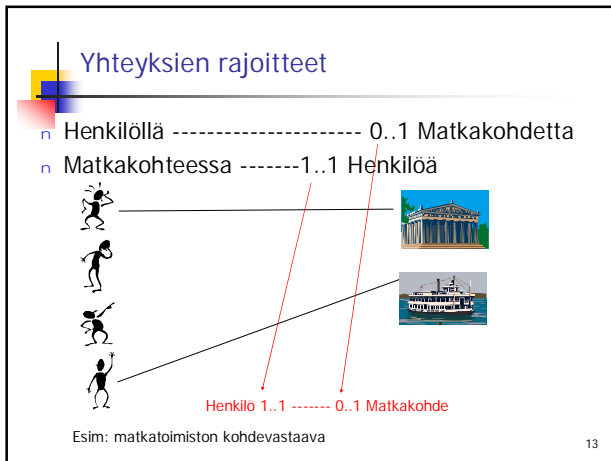 Yhteyksien rajoitteet
n Henkilöllä ---------------------- 0..1 Matkakohdetta
n Matkakohteessa -------1..1 Henkilöä
Henkilö 1..1 ------- 0..1 Matkakohde
Esim: matkatoimiston kohdevastaava
13